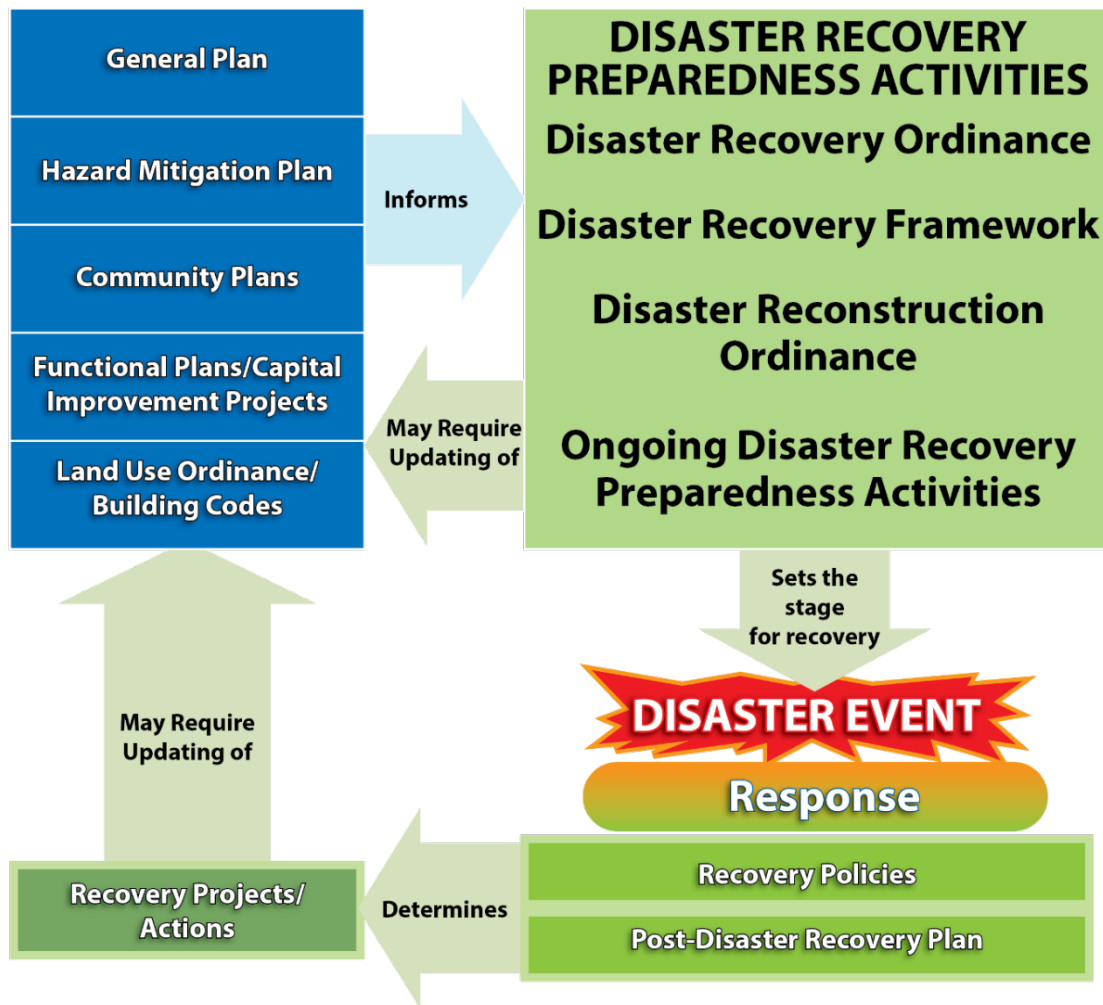 General Plan
Hazard Mitigation Plan
Community Plans
Functional Plans/Capital
Improvement Projects
Land Use Ordinance/
Building Codes
Informs
May Require
Updating of
DISASTER RECOVERY
PREPAREDNESS ACTIVITIES
Disaster Recovery Ordinance
Disaster Recovery Framework
Disaster Reconstruction
Ordinance
Ongoing Disaster Recovery
Preparedness Activities
Sets the
stage
for recovery
DISASTER EVENT
Response
Recovery Policies
Post-Disaster Recovery Plan
Determines
Recovery Projects/
Actions
May Require
Updating of